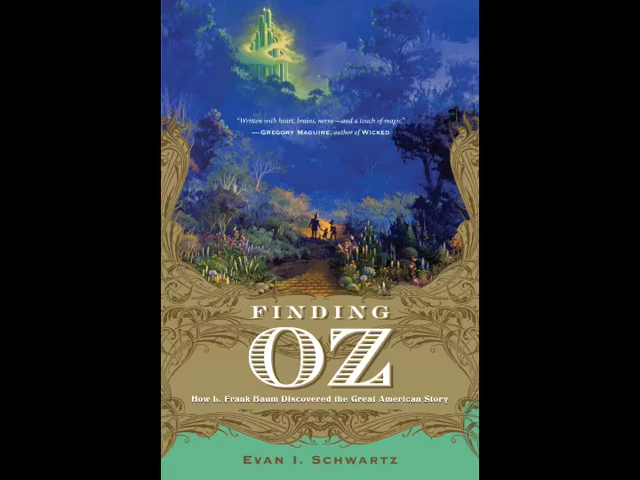 "Written with heart, brains, nerve—and a touch of magic."
—GREGORY MAGUIRE, author of WICKED
FINDING
OZ
How L. Frank Baum Discovered the Great American Story
EVAN I. SCHWARTZ